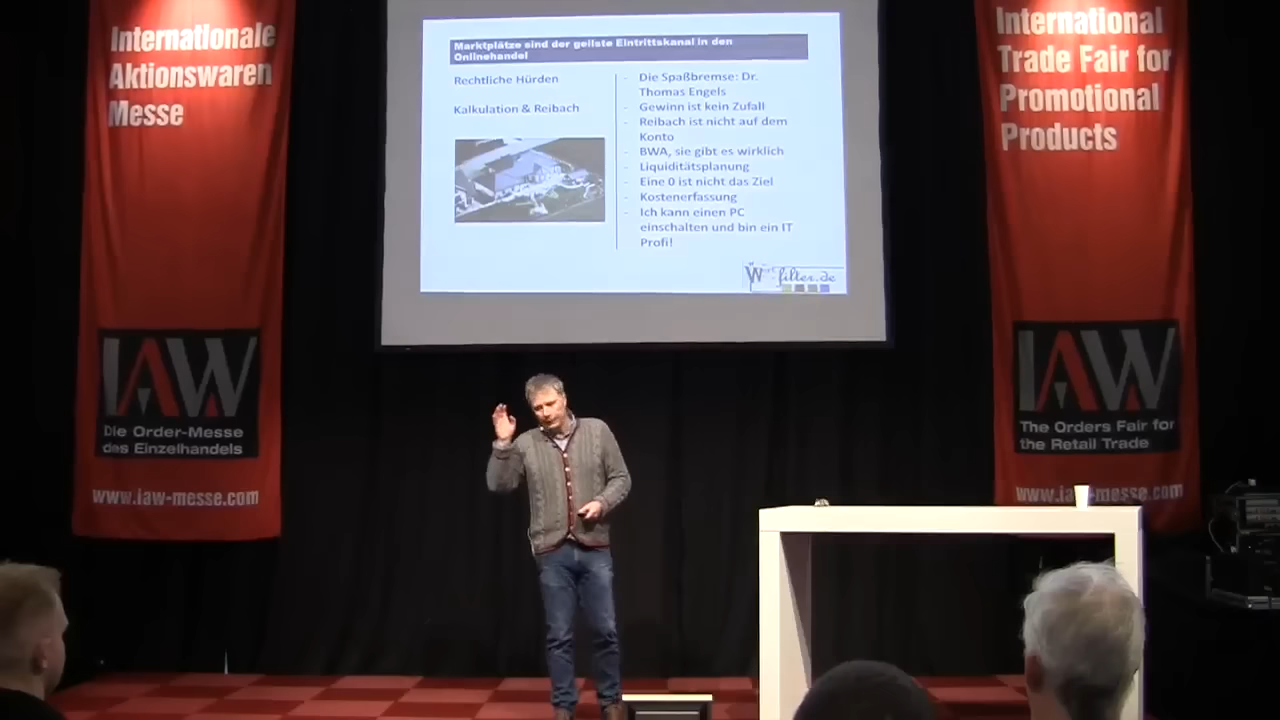 Internationale
Aktionswaren
Messe
IAW
Die Order-Messe
des Einzelhandels
www.iaw-messe.com
Marktplätze sind der geilste Eintrittskanal in den
Onlinehandel
Rechtliche Hürden
Kalkulation & Reibach
- Die Spaßbremse: Dr.
Thomas Engels
- Gewinn ist kein Zufall
- Reibach ist nicht auf dem
Konto
- BWA, sie gibt es wirklich
- Liquiditätsplanung
- Eine 0 ist nicht das Ziel
- Kostenerfassung
- Ich kann einen PC
einschalten und bin ein IT
Profi!
filter.de
International
Trade Fair for
Promotional
Products
IAW
The Orders Fair for
the Retail Trade
www.iaw-messe.com